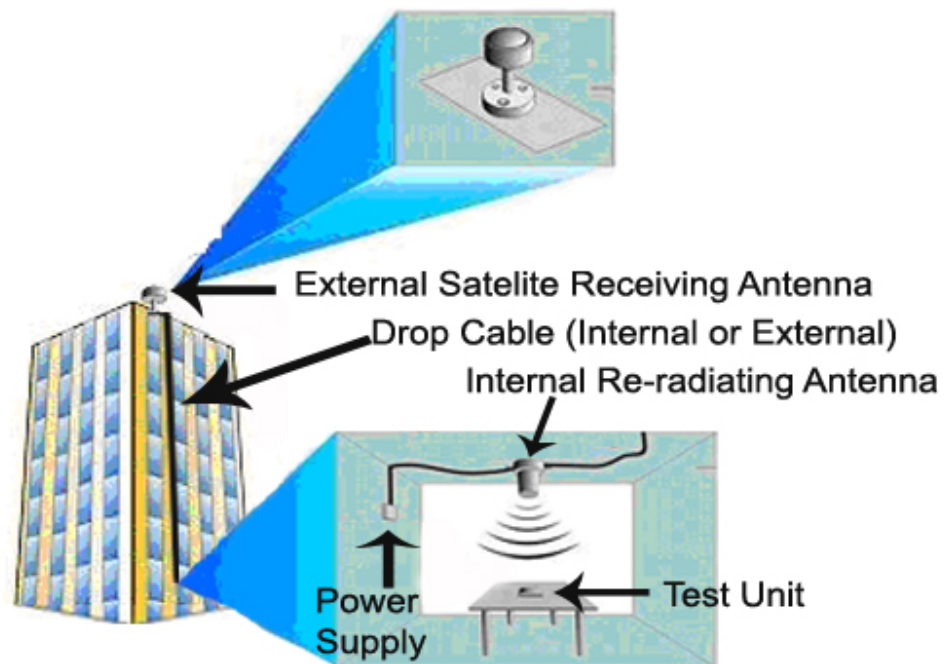 External Satelite Receiving Antenna
Drop Cable (Internal or External)
Internal Re-radiating Antenna
Power
Supply
Test Unit